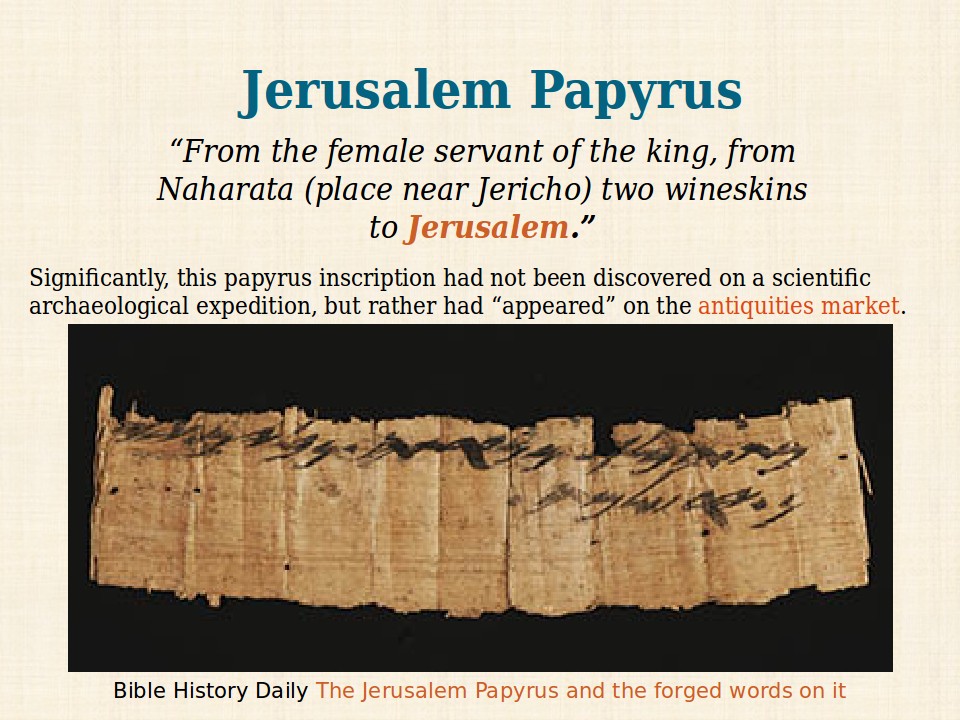 Jerusalem Papyrus
“From the female servant of the king, from
Naharata (place near Jericho) two wineskins
to Jerusalem.”
Significantly, this papyrus inscription had not been discovered on a scientific
archaeological expedition, but rather had “appeared” on the antiquities market.
Bible History Daily The Jerusalem Papyrus and the forged words on it